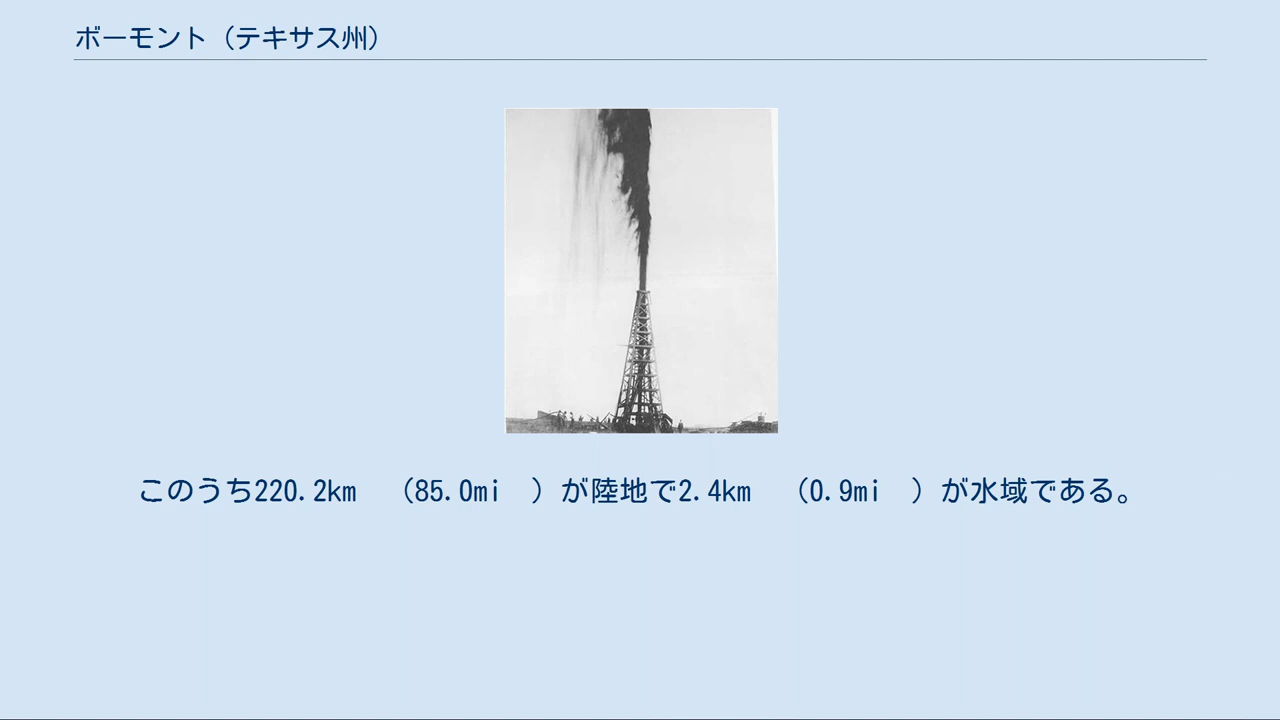 ボーモント（テキサス州）
このうち220.2km　（85.0mi　）が陸地で2.4km　（0.9mi　）が水域である。